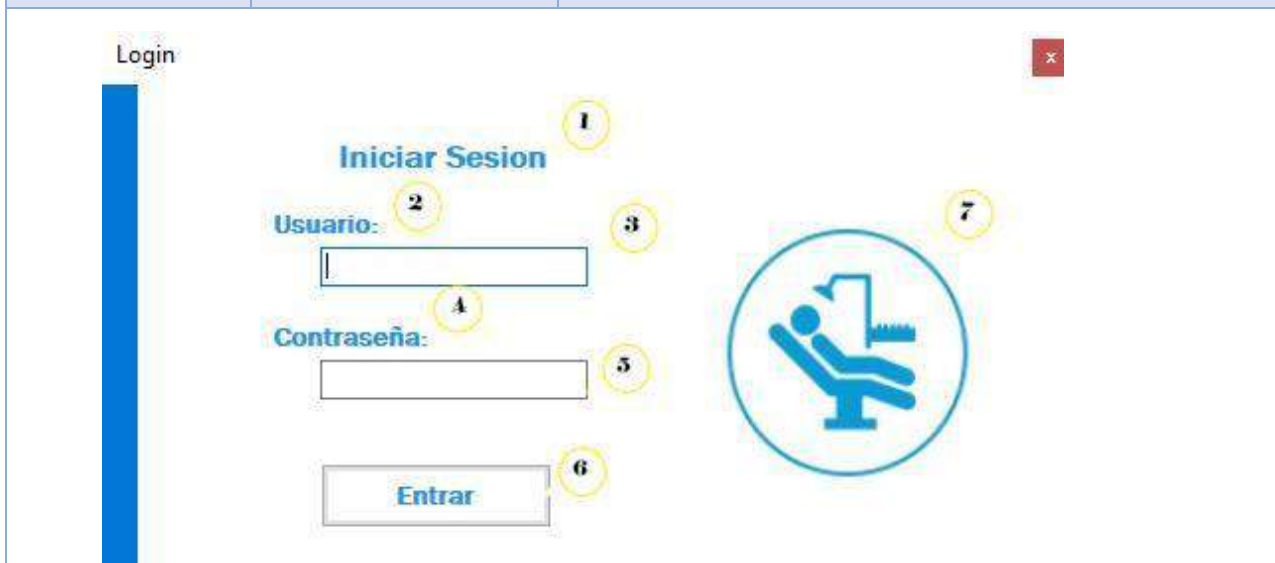 Login
x
1
Iniciar Sesion
2
Usuario:
3
4
Contraseña:
5
6
Entrar
7